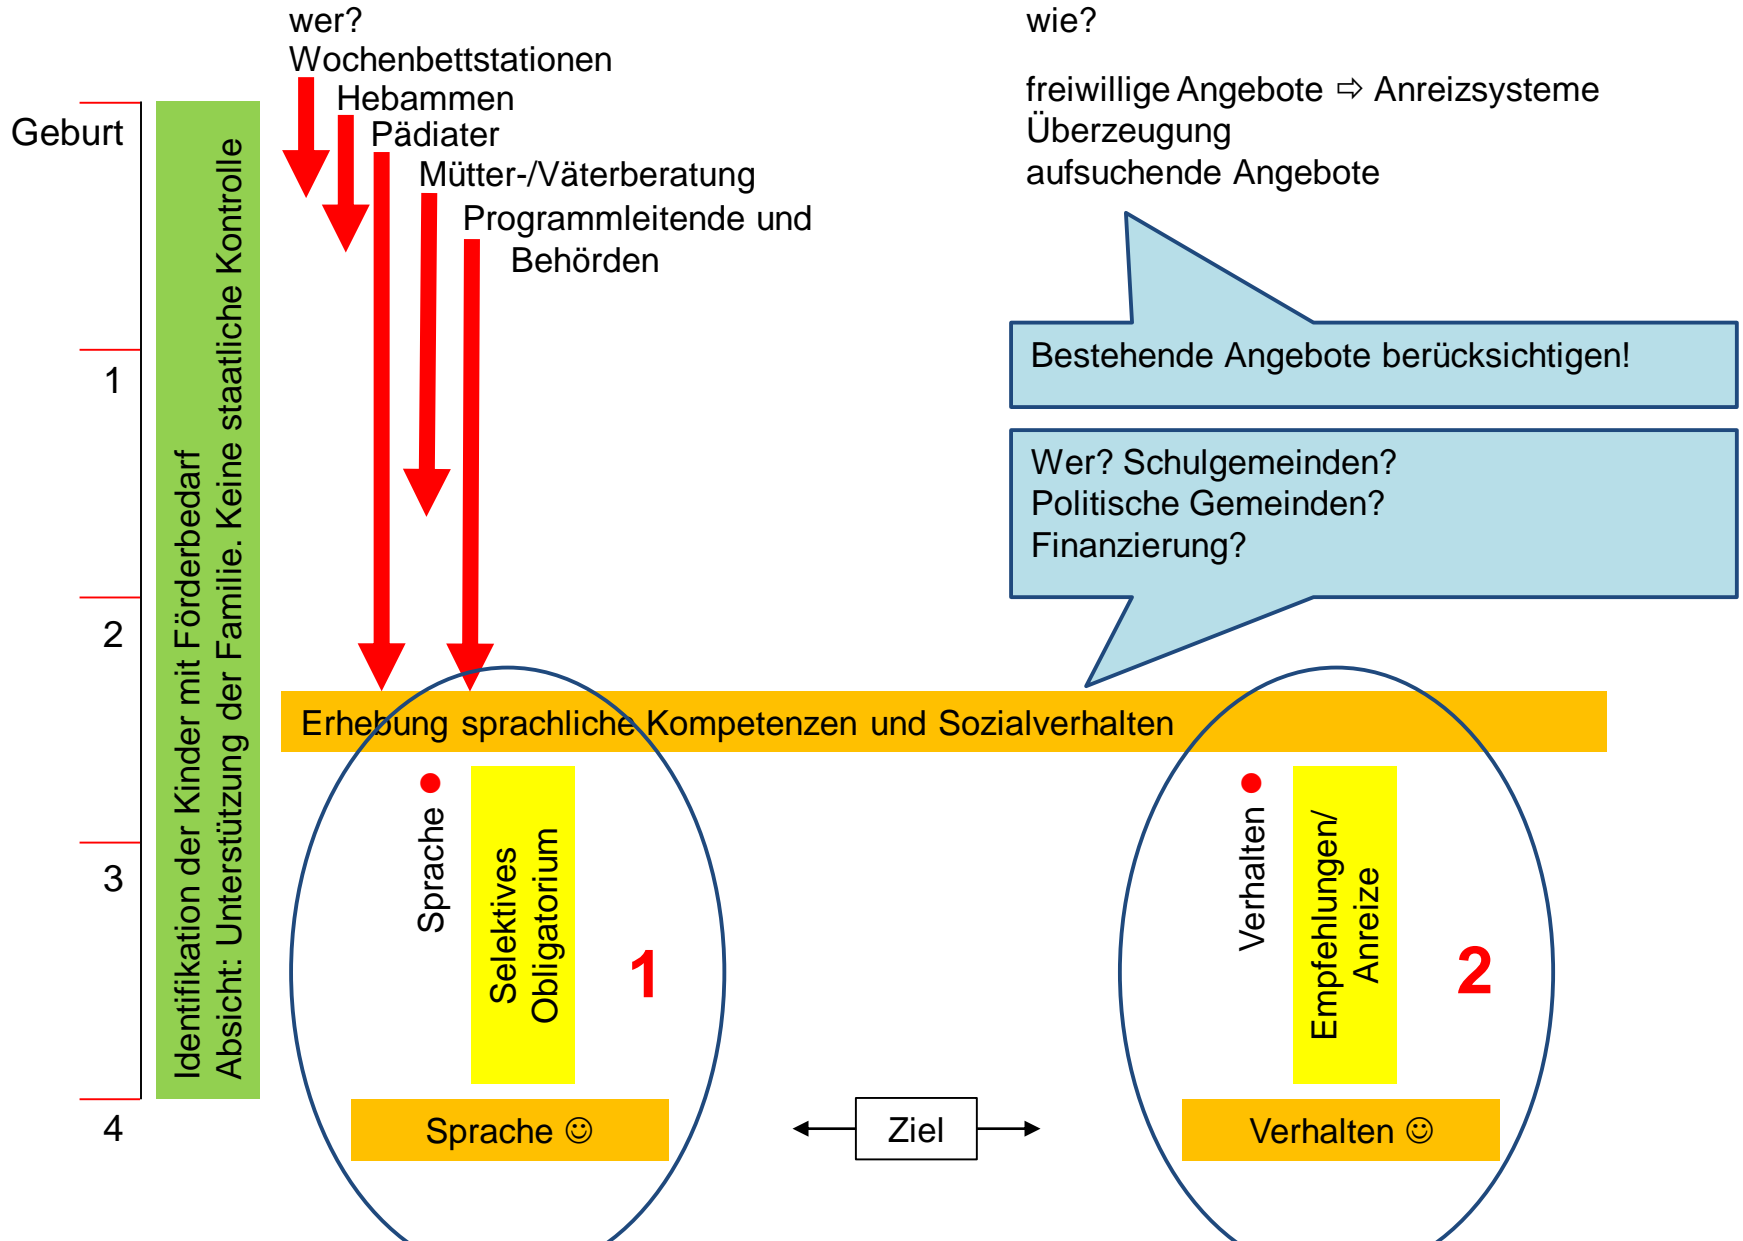 wer?
Wochenbettstationen
Hebammen
Pädiater
Mütter-/Väterberatung
Programmleitende und
Behörden
wie?
freiwillige Angebote ⇨ Anreizsysteme
Überzeugung
aufsuchende Angebote
Geburt
1
2
3
4
Identifikation der Kinder mit Förderbedarf
Absicht: Unterstützung der Familie. Keine staatliche Kontrolle
Bestehende Angebote berücksichtigen!
Wer? Schulgemeinden?
Politische Gemeinden?
Finanzierung?
Erhebung sprachliche Kompetenzen und Sozialverhalten
Sprache
Selektives
Obligatorium
1
Verhalten
Empfehlungen/
Anreize
2
Sprache ☺
Ziel
Verhalten ☺